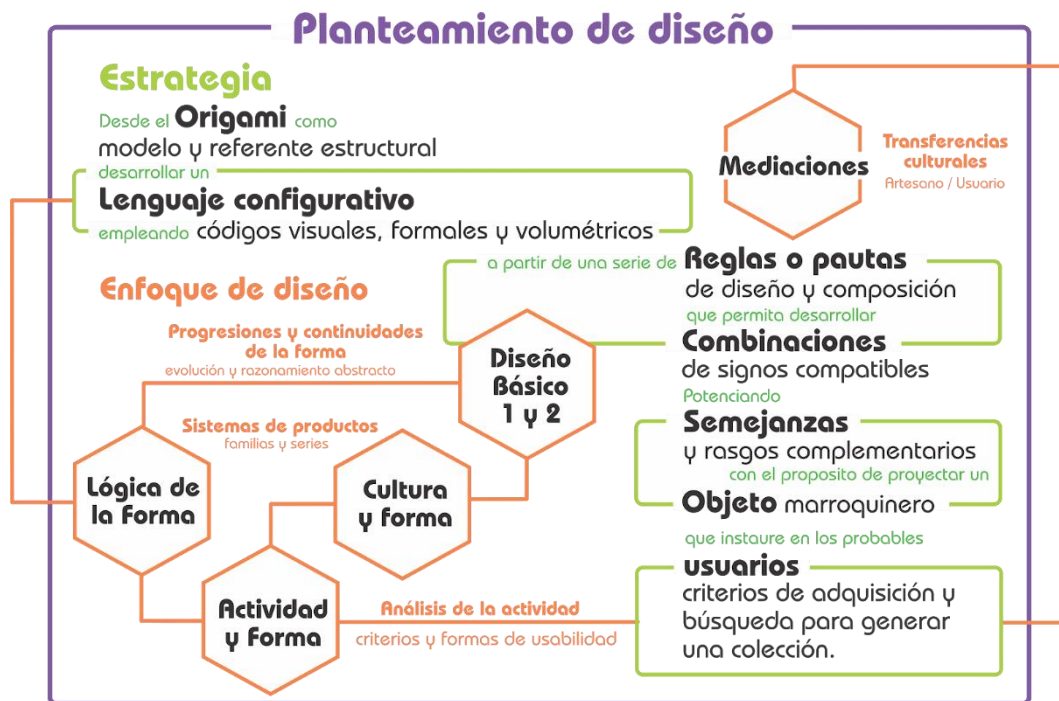 Planteamiento de diseño
Estrategia
Desde el Origami como
modelo y referente estructural
desarrollar un
Lenguaje configurativo
empleando códigos visuales, formales y volumétricos
a partir de una serie de Reglas o pautas
de diseño y composición
que permita desarrollar
Combinaciones
de signos compatibles
Potenciando
Semejanzas
y rasgos complementarios
con el proposito de proyectar un
Objeto marroquinero
que instaure en los probables
usuarios
criterios de adquisición y
búsqueda para generar
una colección.
Mediaciones
Transferencias
culturales
Artesano / Usuario
Enfoque de diseño
Progresiones y continuidades
de la forma
evolución y razonamiento abstracto
Diseño
Básico
1 y 2
Sistemas de productos
familias y series
Lógica de
la Forma
Cultura
y forma
Actividad
y Forma
Análisis de la actividad
criterios y formas de usabilidad